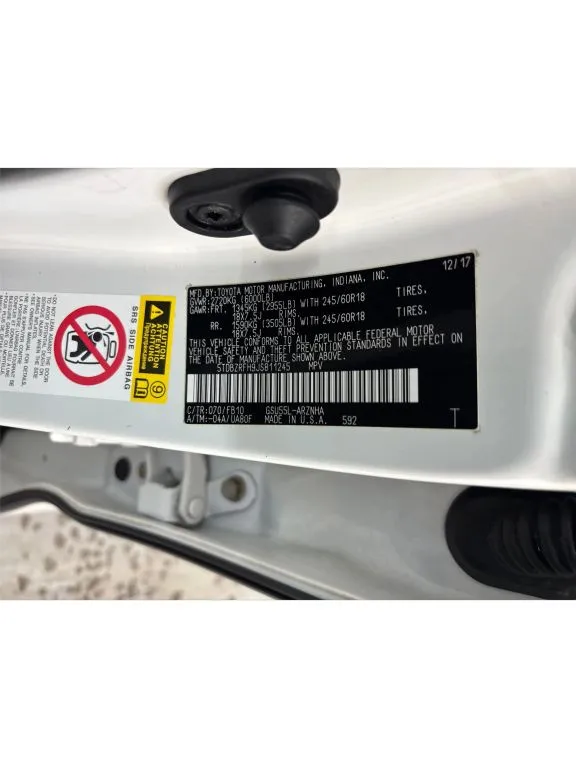 12/17
MFD.BY:TOYOTA MOTOR MANUFACTURING, INDIANA, INC.
GVWR:2720KG (6000LB)
GAWR:FRT. 1345KG (2955LB) WITH 245/60R18 TIRES,
18X7.5J RIMS,
RR. 1590KG (3505LB) WITH 245/60R18 TIRES,
18X7.5J RIMS
THIS VEHICLE CONFORMS TO ALL APPLICABLE FEDERAL MOTOR
VEHICLE SAFETY AND THEFT PREVENTION STANDARDS IN EFFECT ON
THE DATE OF MANUFACTURE SHOWN ABOVE.
5TDBZRFH9JS811245 MPV
C/TR:070/FB10 GSU55L-ARZNHA
A/TM:-04A/UA80F MADE IN U.S.A. 592
T
SRS SIDE AIRBAG
CAUTION
ACHTUNG
9